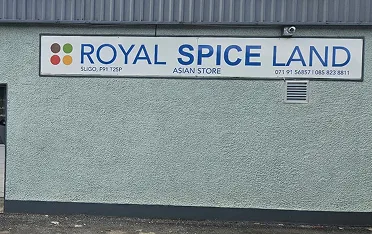 ROYAL SPICE LAND
SLIGO, F91 T25P
ASIAN STORE
071 91 56857 | 085 823 8811